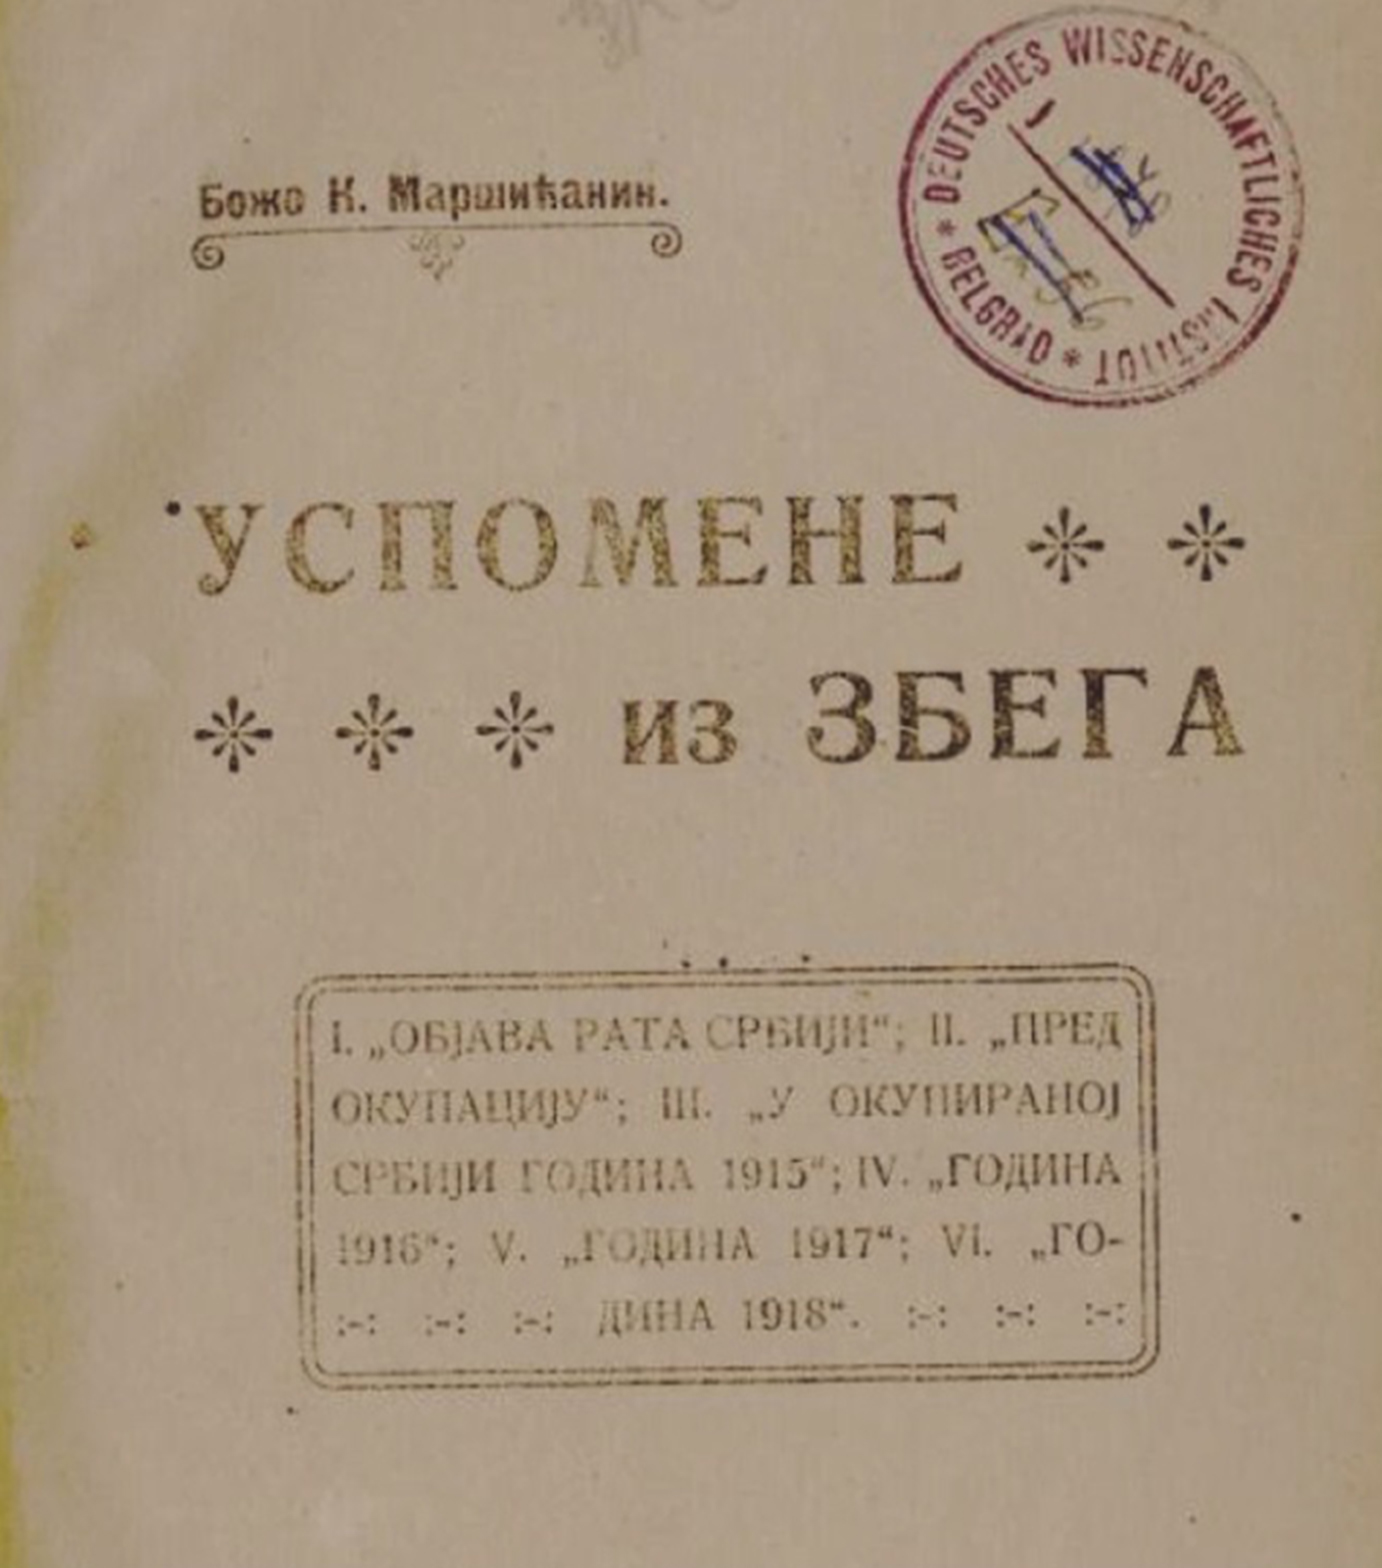 Божо К. Маршићанин.
* DEUTSCHES WISSENSCHAFTLICHES INSTITUT * BELGRAD
УСПОМЕНЕ
из ЗБЕГА
I. „ОБЈАВА РАТА СРБИЈИ“; II. „ПРЕД
ОКУПАЦИЈУ“; III. „У ОКУПИРАНОЈ
СРБИЈИ ГОДИНА 1915“; IV. „ГОДИНА
1916“; V. „ГОДИНА 1917“; VI. „ГО-
:-: :-: :-: ДИНА 1918“. :-: :-: :-: